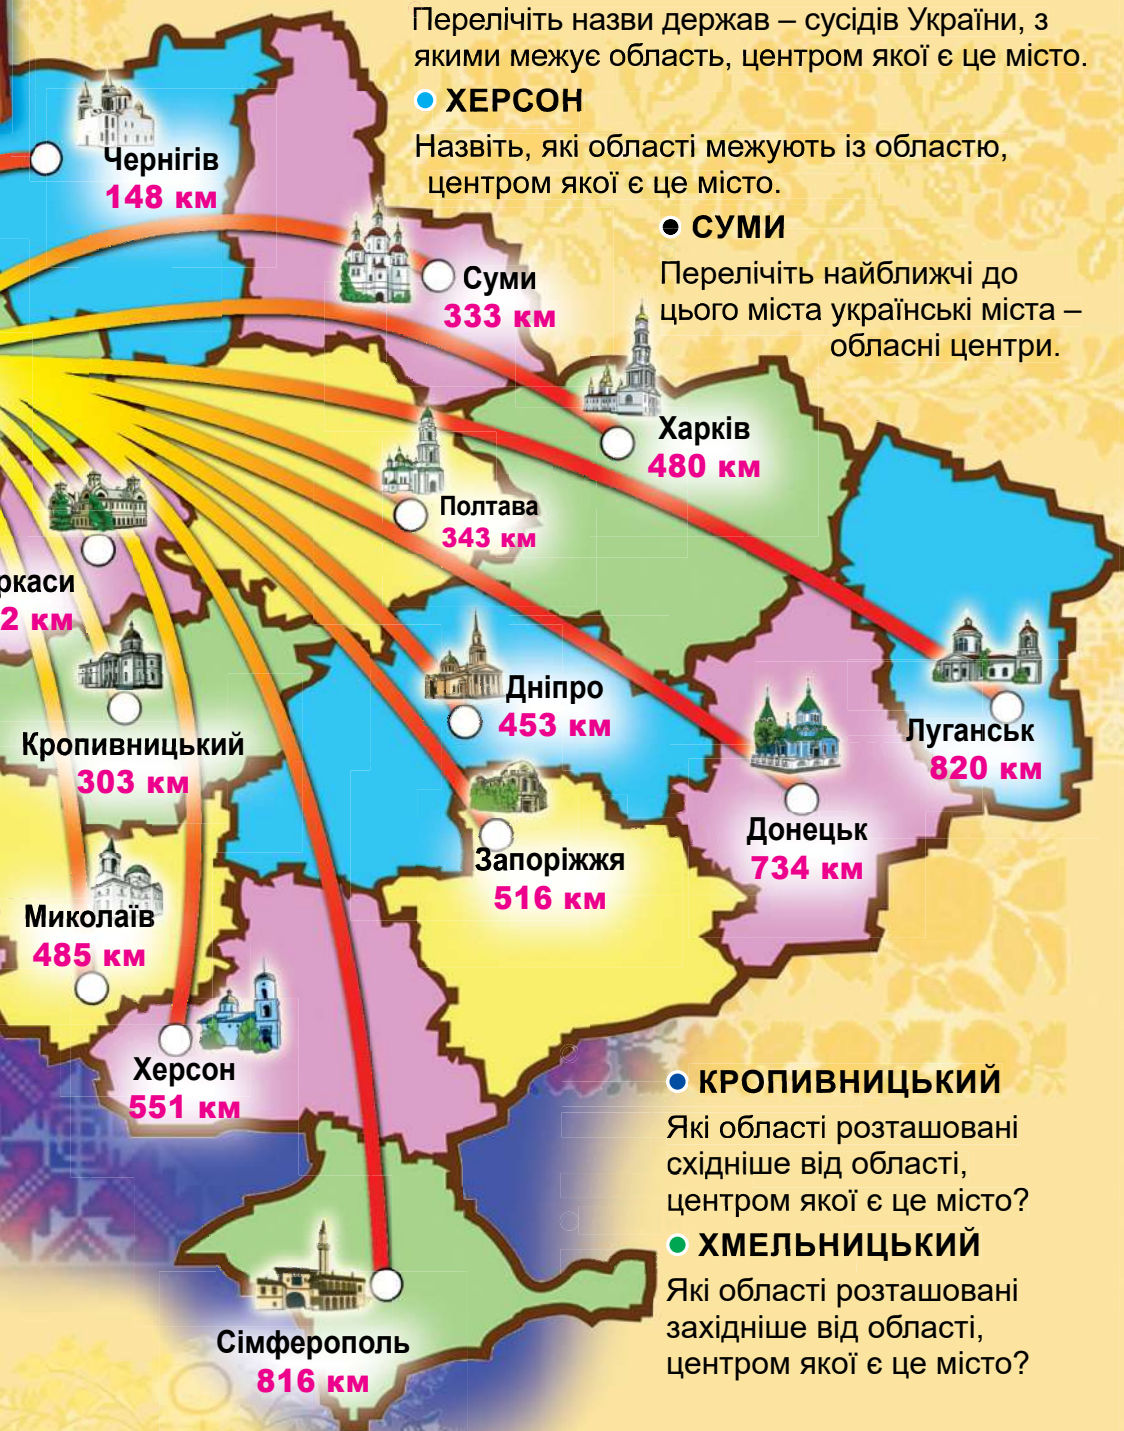 Перелічіть назви держав – сусідів України, з
якими межує область, центром якої є це місто.
ХЕРСОН
Назвіть, які області межують із областю,
центром якої є це місто.
СУМИ
Перелічіть найближчі до
цього міста українські міста –
обласні центри.
Чернігів
148 км
Суми
333 км
Харків
480 км
Полтава
343 км
ркаси
2 км
Кропивницький
303 км
Дніпро
453 км
Луганськ
820 км
Донецьк
734 км
Запоріжжя
516 км
Миколаїв
485 км
Херсон
551 км
Сімферополь
816 км
КРОПИВНИЦЬКИЙ
Які області розташовані
східніше від області,
центром якої є це місто?
ХМЕЛЬНИЦЬКИЙ
Які області розташовані
західніше від області,
центром якої є це місто?